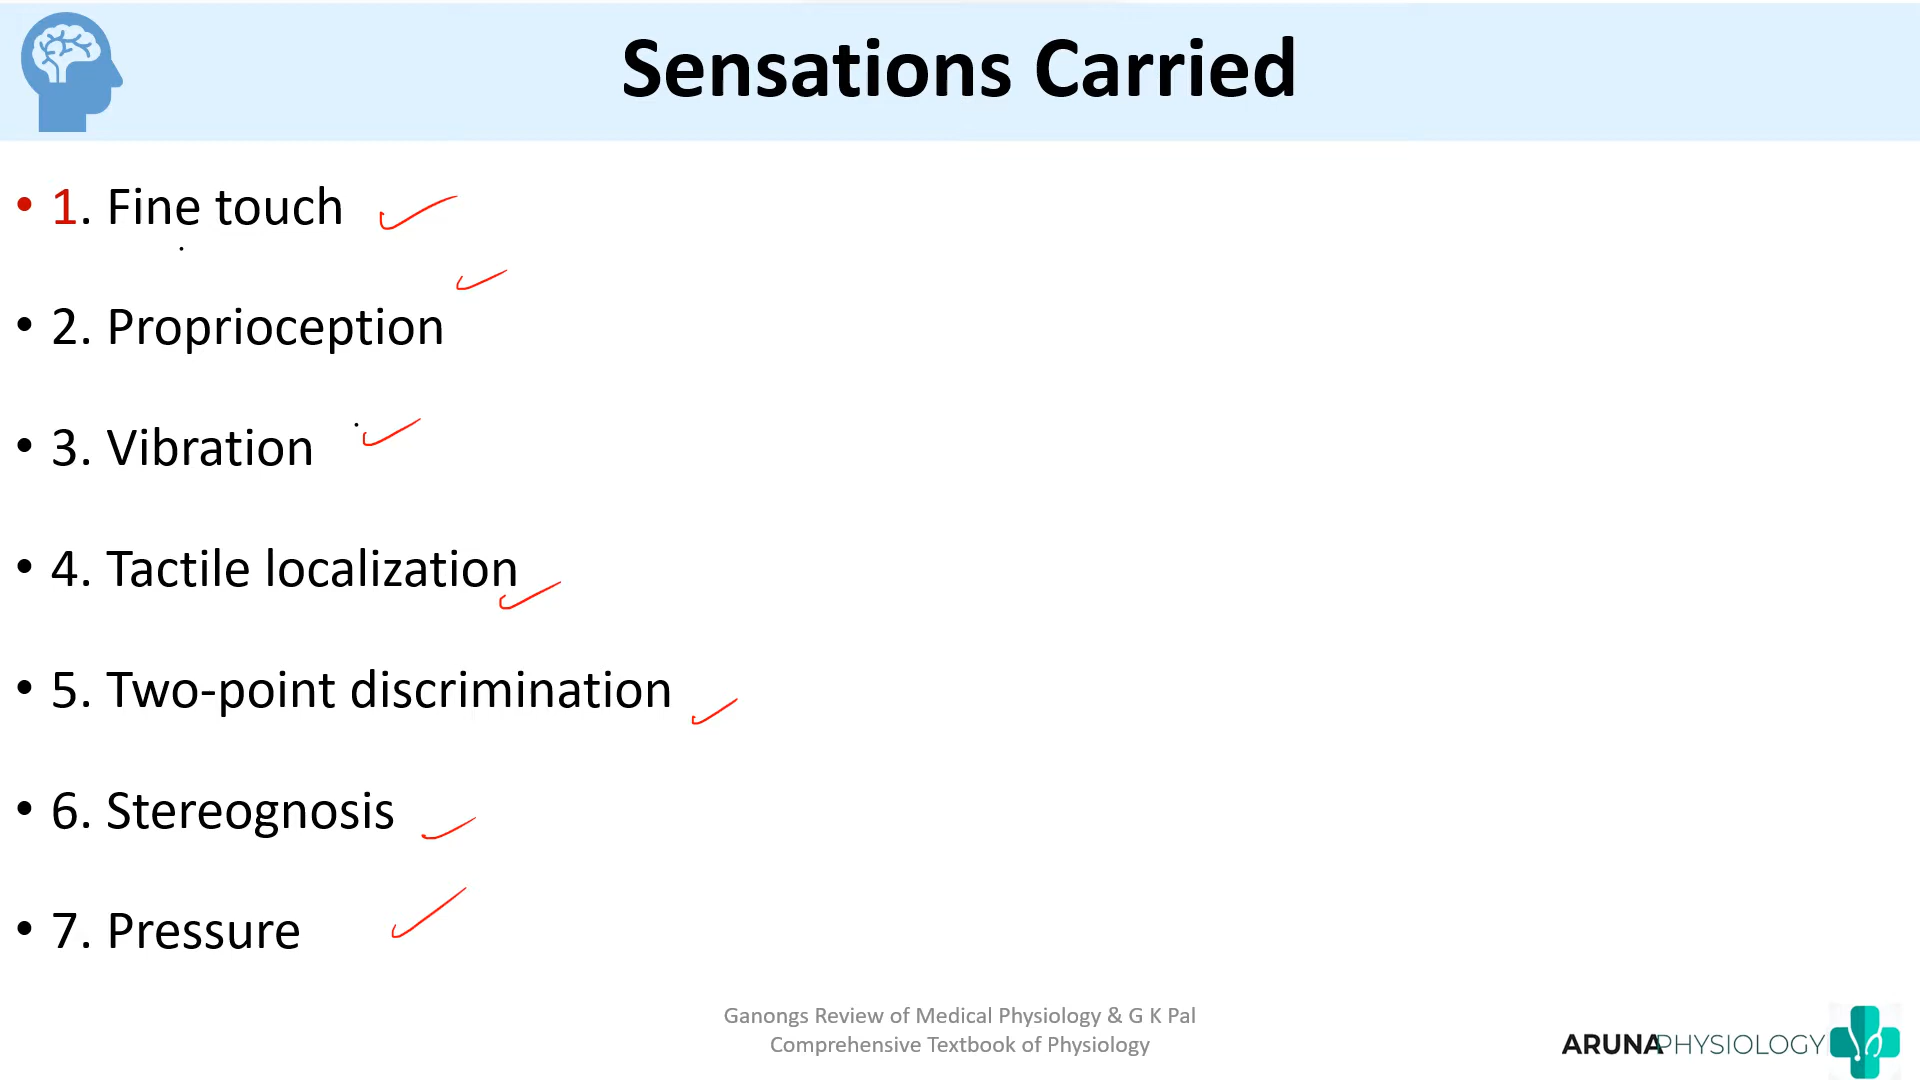 Sensations Carried
• 1. Fine touch
• 2. Proprioception
• 3. Vibration
• 4. Tactile localization
• 5. Two-point discrimination
• 6. Stereognosis
• 7. Pressure
Ganongs Review of Medical Physiology & G K Pal
Comprehensive Textbook of Physiology
ARUNAPHYSIOLOGY